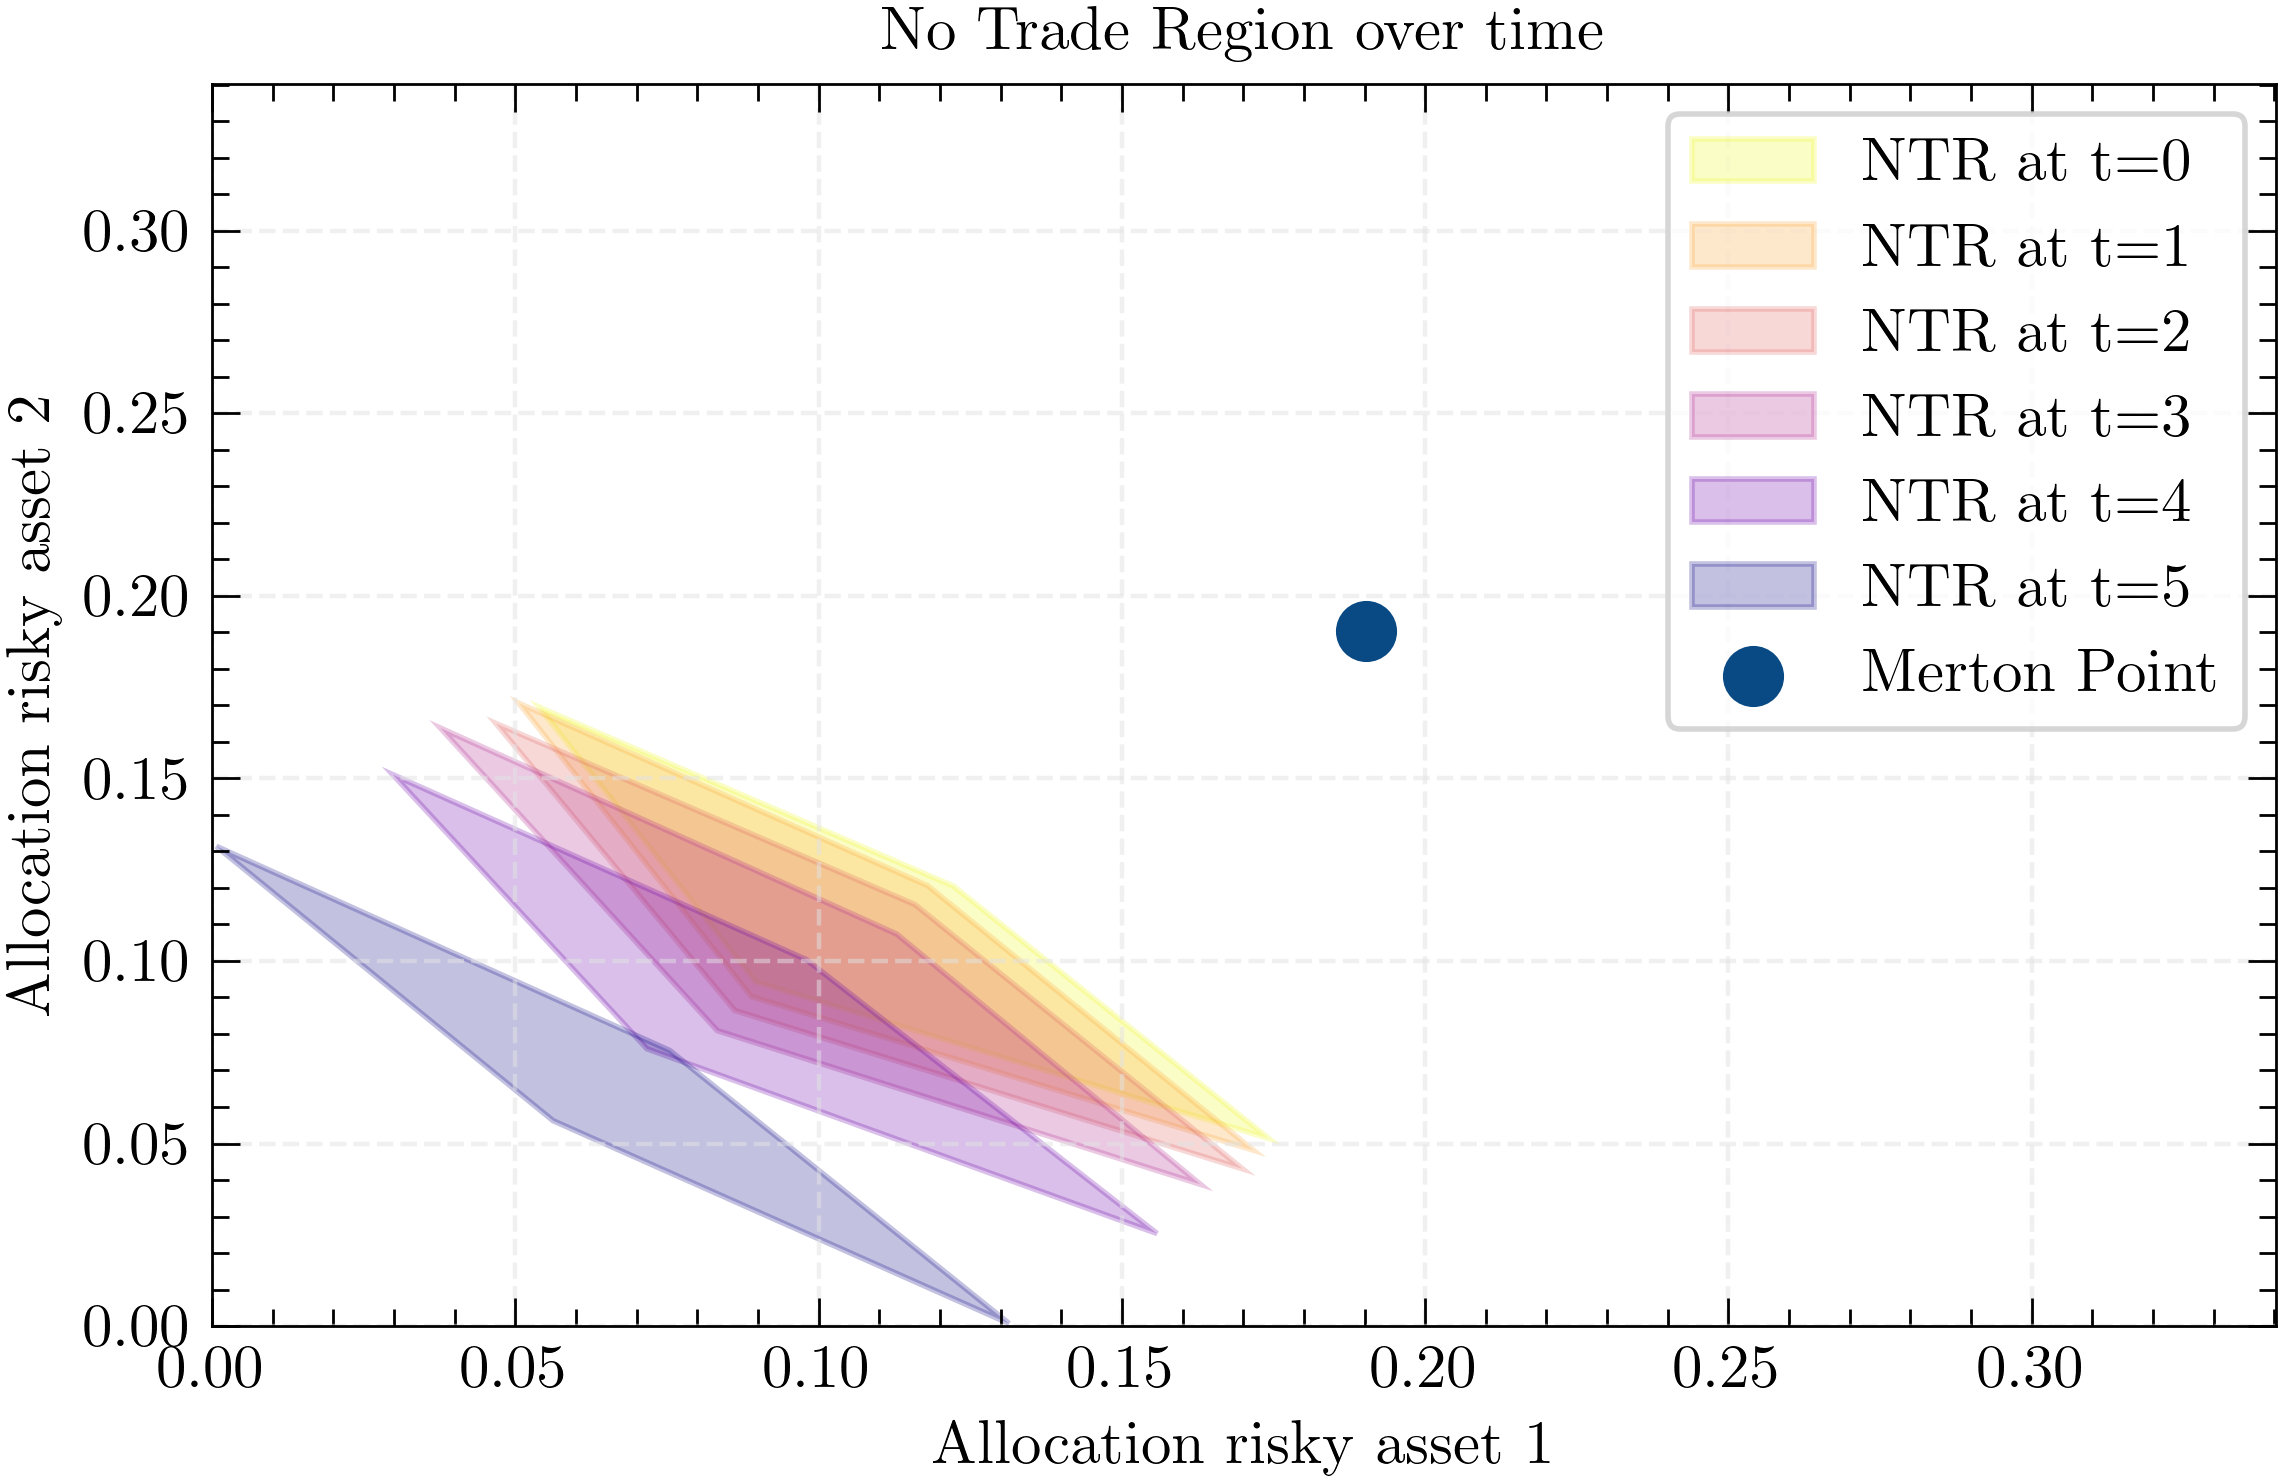 No Trade Region over time
NTR at t=0
NTR at t=1
NTR at t=2
NTR at t=3
NTR at t=4
NTR at t=5
Merton Point
Allocation risky asset 2
0.30
0.25
0.20
0.15
0.10
0.05
0.00
0.00 0.05 0.10 0.15 0.20 0.25 0.30
Allocation risky asset 1